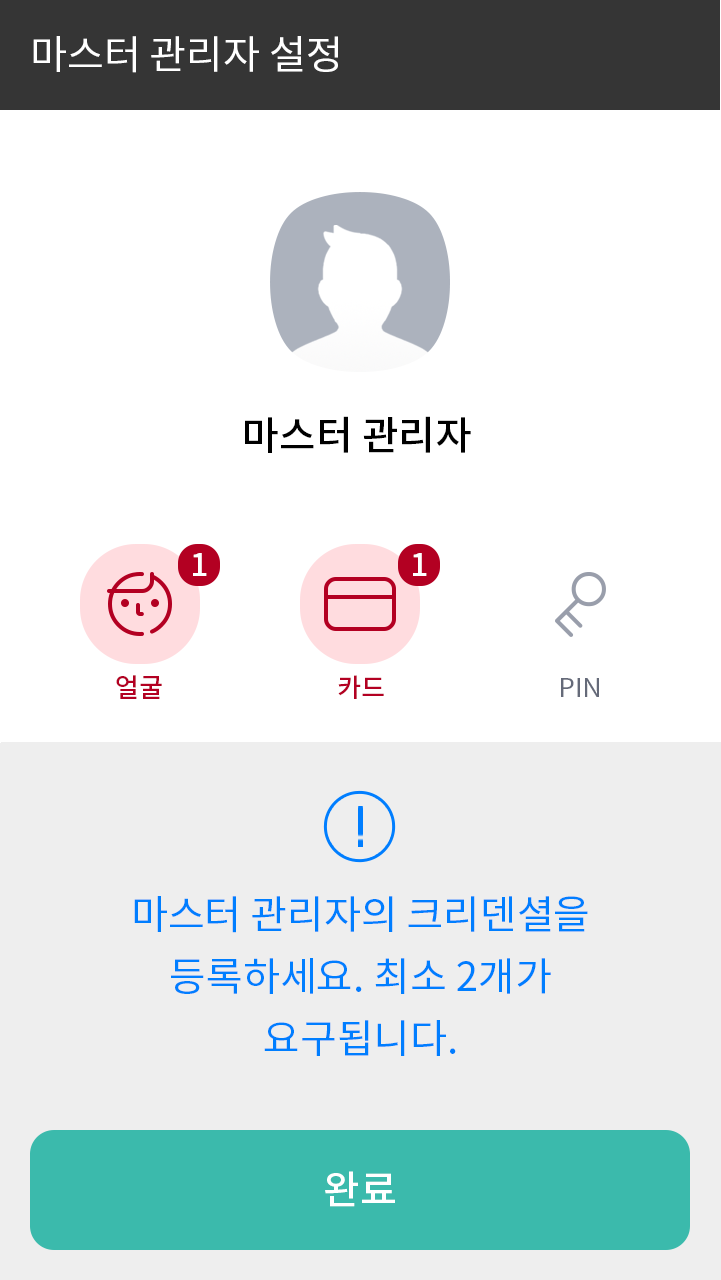 마스터 관리자 설정
마스터 관리자
1
1
얼굴
카드
PIN
마스터 관리자의 크리덴셜을
등록하세요. 최소 2개가
요구됩니다.
완료